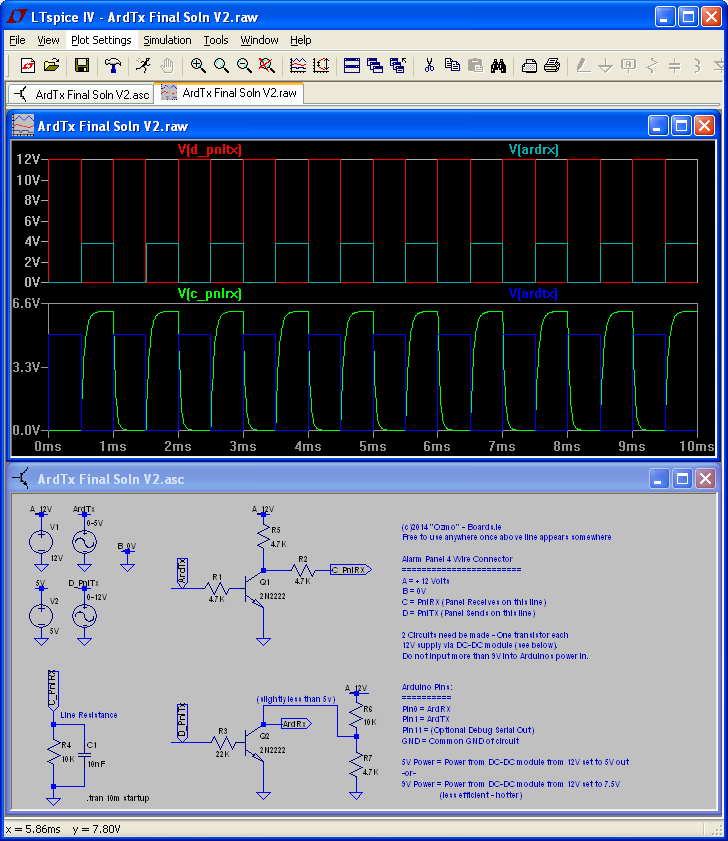 LTspice IV - ArdTx Final Soln V2.raw
File View Plot Settings Simulation Tools Window Help
ArdTx Final Soln V2.asc ArdTx Final Soln V2.raw
ArdTx Final Soln V2.raw
V(d_pnltx) V(ardrx)
12V
10V
8V
6V
4V
2V
0V
V(c_pnlrx) V(ardtx)
6.6V
3.3V
0.0V
0ms 1ms 2ms 3ms 4ms 5ms 6ms 7ms 8ms 9ms 10ms
ArdTx Final Soln V2.asc
A_12V
V1
12V
ArdTx
0-5V
B_0V
5V
V2
5V
D_PnlTx
0-12V
A_12V
R5
4.7K
R2
4.7K
C_PnlRX
ArdTx
R1
4.7K
Q1
2N2222
(c)2014 "Ozmo" - Boards.ie
Free to use anywhere once above line appears somewhere
Alarm Panel 4 Wire Connector
========================
A = + 12 Volts
B = 0V
C = PnlRX (Panel Receives on this line)
D = PnlTX (Panel Sends on this line)
2 Circuits need be made - One transistor each
12V supply via DC-DC module (see below).
Do not input more than 9V into Arduinos power in.
C_PnlRX
Line Resistance
R4
10K
C1
10nF
.tran 10m startup
D_PnlTx
R3
22K
Q2
2N2222
(slightly less than 5v)
ArdRx
A_12V
R6
10K
R7
4.7K
Arduino Pins:
==========
Pin0 = ArdRX
Pin1 = ArdTX
Pin11 = (Optional Debug Serial Out)
GND = Common GND of circuit
5V Power = Power from DC-DC module from 12V set to 5V out
-or-
9V Power = Power from DC-DC module from 12V set to 7.5V
(less efficient - hotter)
x = 5.86ms y = 7.80V